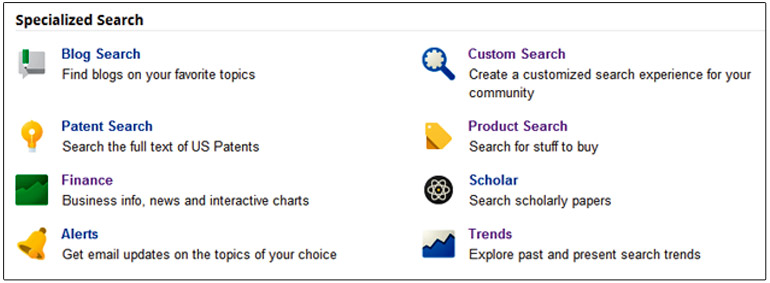 Specialized Search
Blog Search
Find blogs on your favorite topics
Custom Search
Create a customized search experience for your
community
Patent Search
Search the full text of US Patents
Product Search
Search for stuff to buy
Finance
Business info, news and interactive charts
Scholar
Search scholarly papers
Alerts
Get email updates on the topics of your choice
Trends
Explore past and present search trends